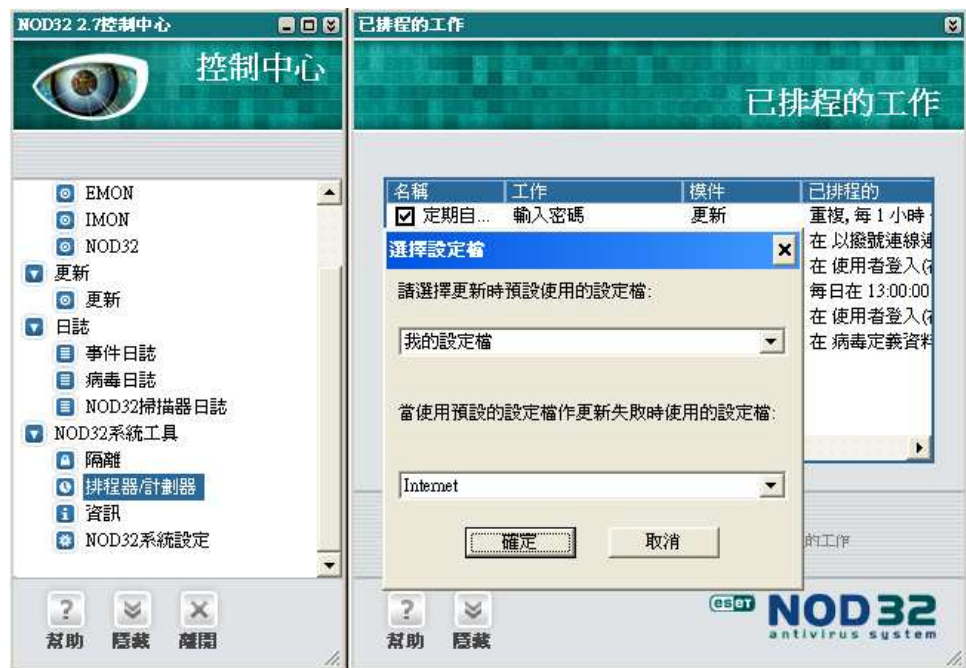 NOD32 2.7控制中心
控制中心
EMON
IMON
NOD32
更新
更新
日誌
事件日誌
病毒日誌
NOD32掃描器日誌
NOD32系統工具
隔離
排程器/計劃器
資訊
NOD32系統設定
幫助 隱藏 離開
已排程的工作
已排程的工作
名稱 工作 模件 已排程的
定期自... 輸入密碼 更新 重複, 每 1 小時
在 以撥號連線
在 使用者登入(
每日在 13:00:00
在 使用者登入(
在 病毒定義資料
選擇設定檔
請選擇更新時預設使用的設定檔:
我的設定檔
當使用預設的設定檔作更新失敗時使用的設定檔:
Internet
確定 取消
的工作
幫助 隱藏
eset NOD32
antivirus system